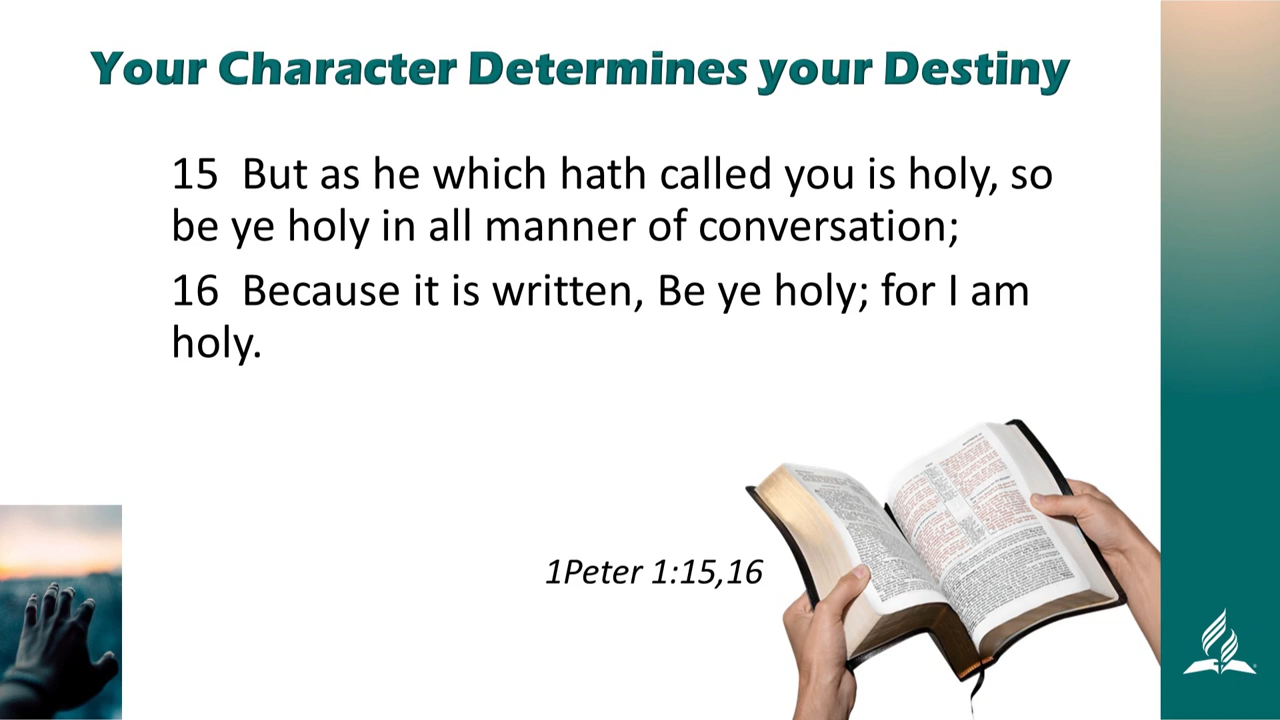 Your Character Determines your Destiny
15  But as he which hath called you is holy, so
be ye holy in all manner of conversation;
16  Because it is written, Be ye holy; for I am
holy.
1Peter 1:15,16